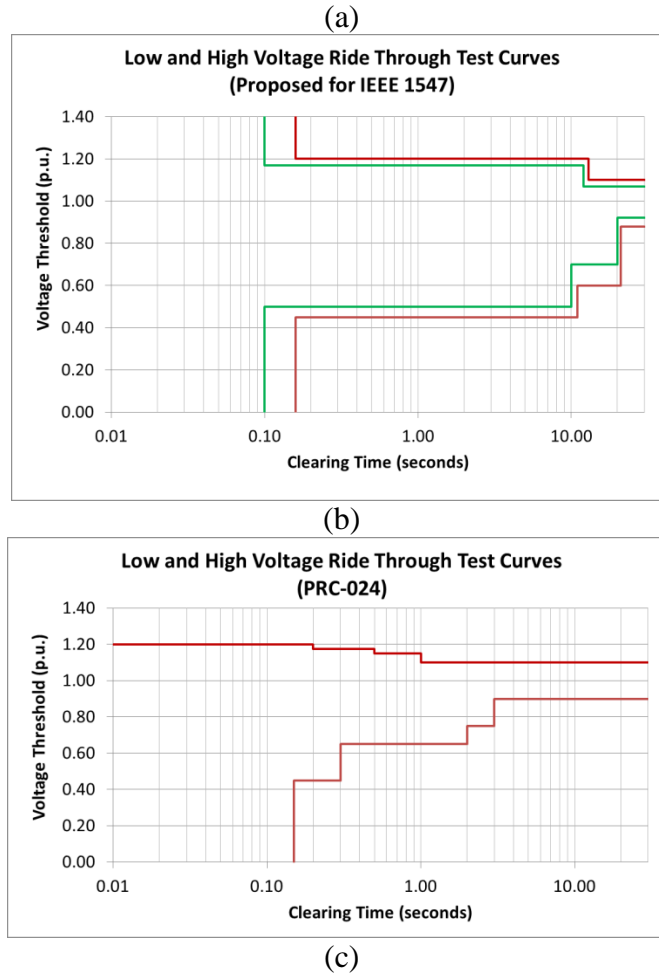 (a)
Low and High Voltage Ride Through Test Curves
(Proposed for IEEE 1547)
Voltage Threshold (p.u.)
1.40
1.20
1.00
0.80
0.60
0.40
0.20
0.00
0.01 0.10 1.00 10.00
Clearing Time (seconds)
(b)
Low and High Voltage Ride Through Test Curves
(PRC-024)
Voltage Threshold (p.u.)
1.40
1.20
1.00
0.80
0.60
0.40
0.20
0.00
0.01 0.10 1.00 10.00
Clearing Time (seconds)
(c)